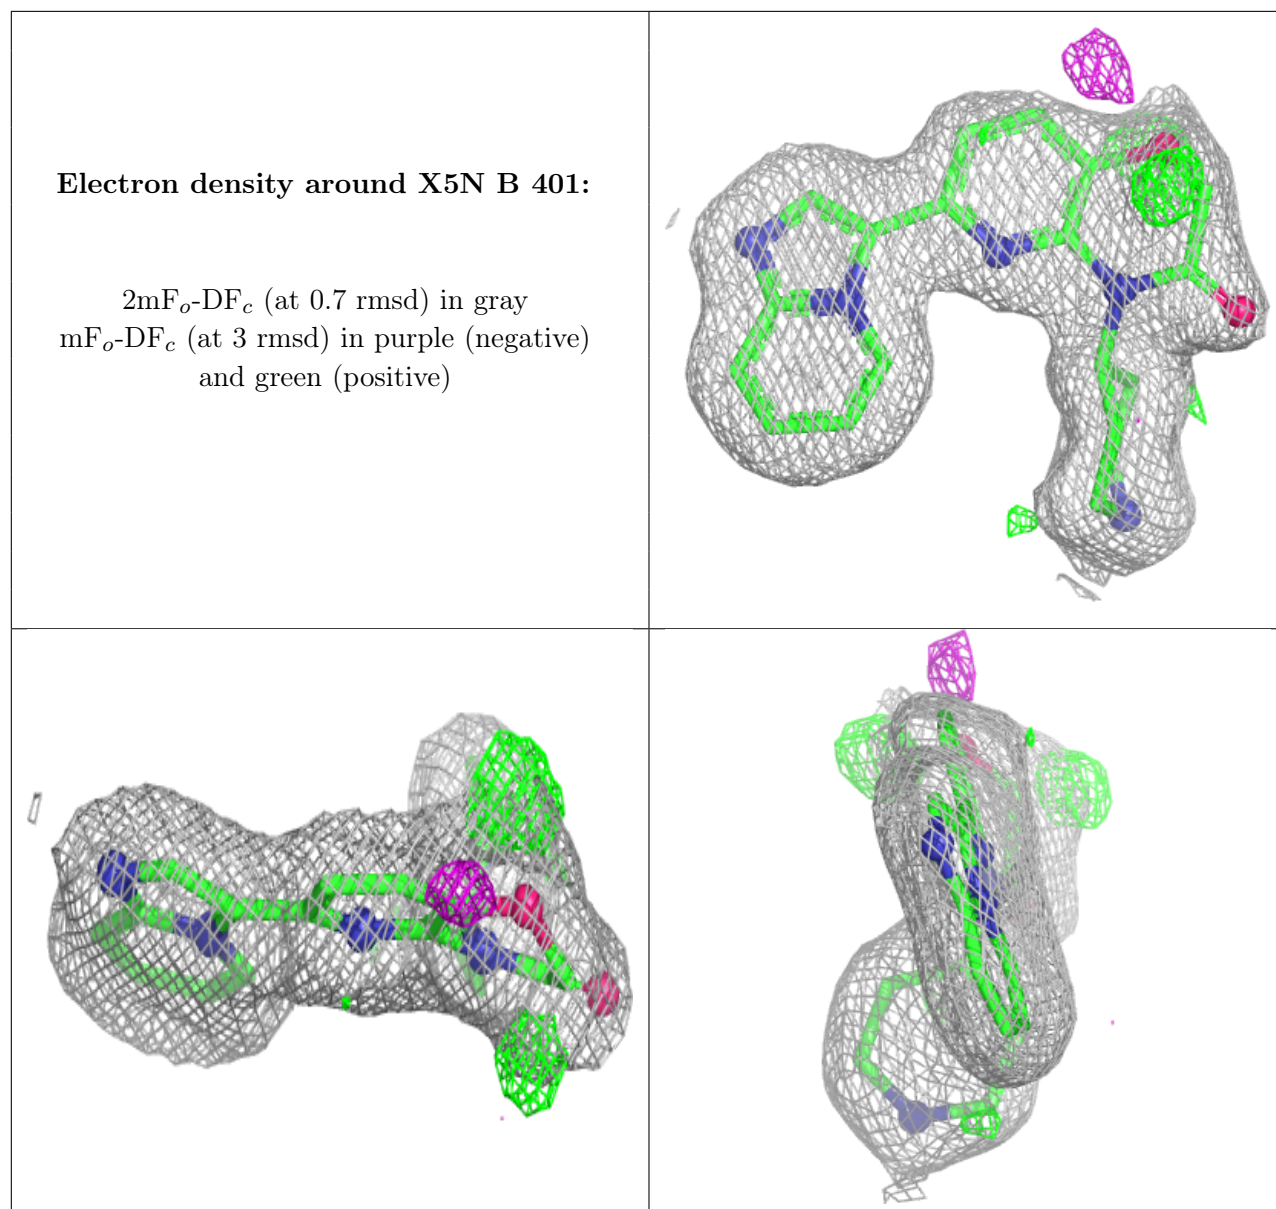 Electron density around X5N B 401:
2mFo-DFc (at 0.7 rmsd) in gray
mFo-DFc (at 3 rmsd) in purple (negative)
and green (positive)